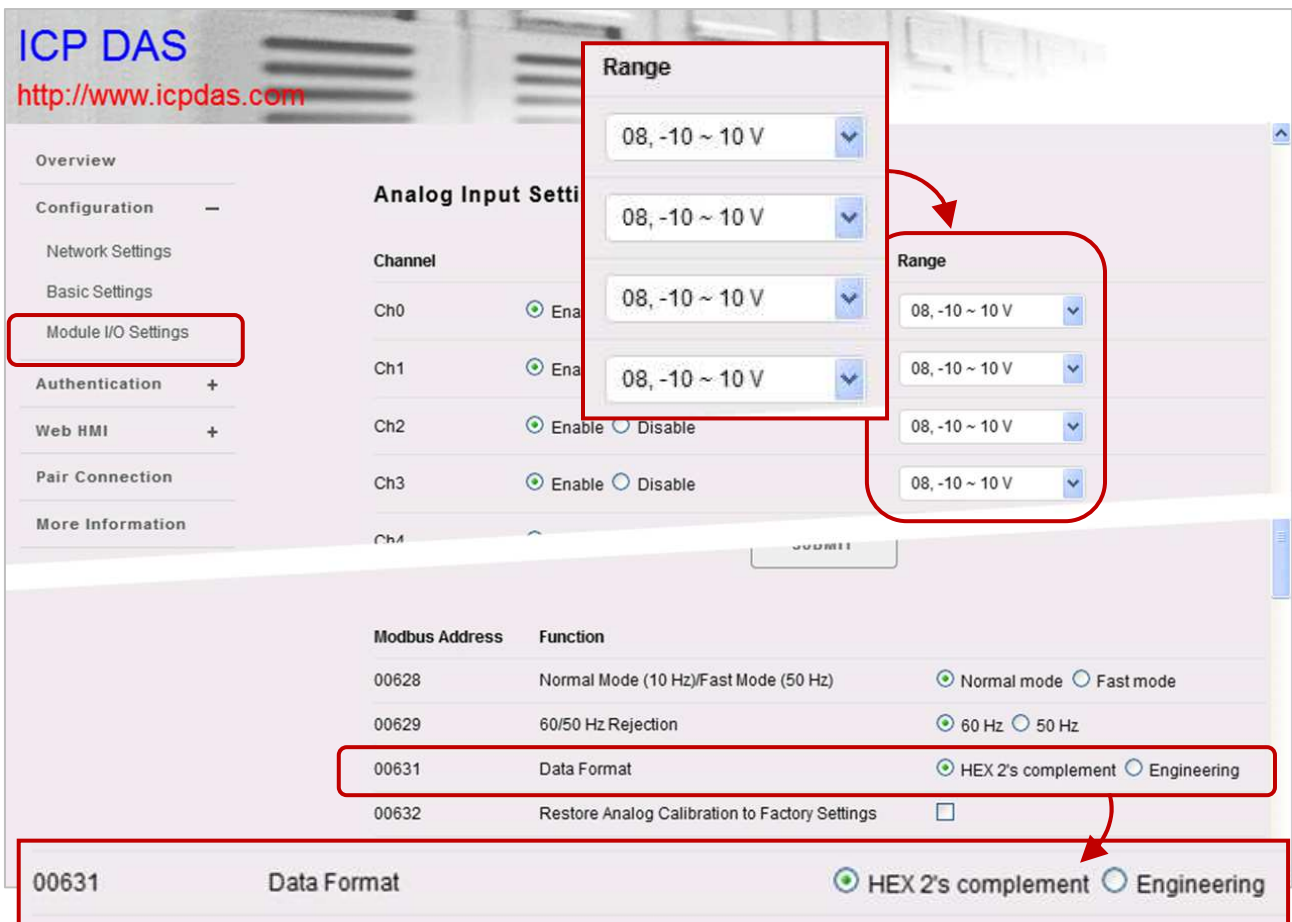 ICP DAS
http://www.icpdas.com
Overview
Configuration −
Network Settings
Basic Settings
Module I/O Settings
Authentication +
Web HMI +
Pair Connection
More Information
Analog Input Setti
Channel Range
Ch0 Ena 08, -10 ~ 10 V
Ch1 Ena 08, -10 ~ 10 V
Ch2 Enable Disable 08, -10 ~ 10 V
Ch3 Enable Disable 08, -10 ~ 10 V
Ch4
SUBMIT
Range
08, -10 ~ 10 V
08, -10 ~ 10 V
08, -10 ~ 10 V
08, -10 ~ 10 V
Modbus Address Function
00628 Normal Mode (10 Hz)/Fast Mode (50 Hz) Normal mode Fast mode
00629 60/50 Hz Rejection 60 Hz 50 Hz
00631 Data Format HEX 2's complement Engineering
00632 Restore Analog Calibration to Factory Settings
00631 Data Format HEX 2's complement Engineering